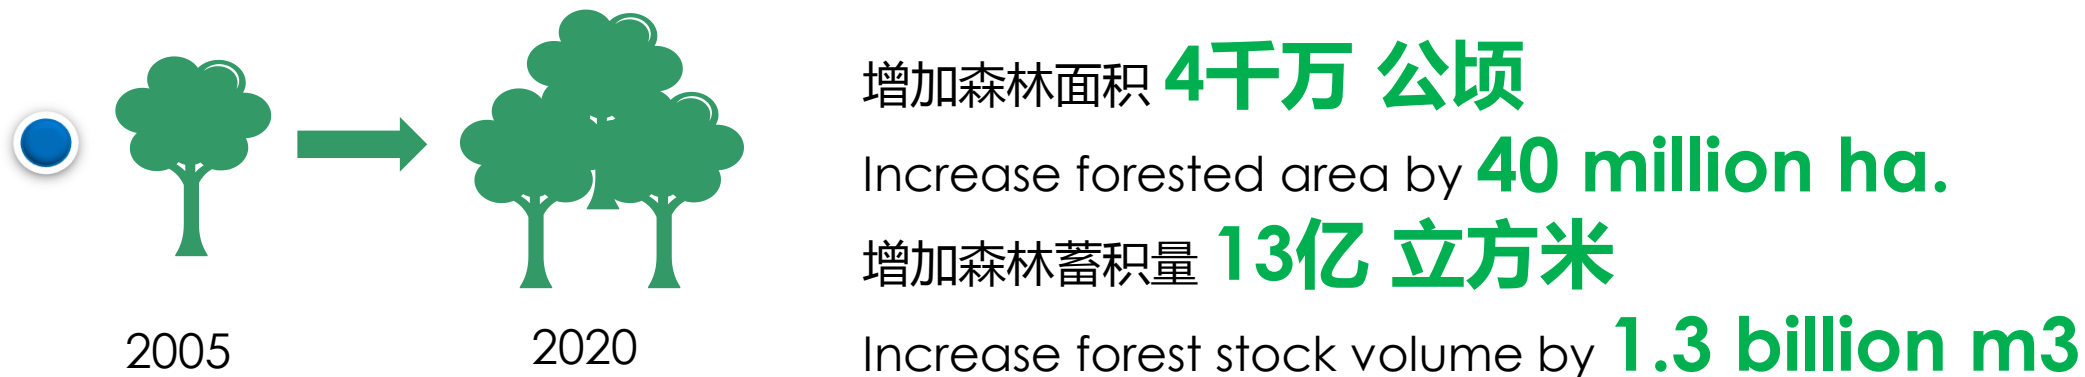 增加森林面积 4千万 公顷
Increase forested area by 40 million ha.
增加森林蓄积量 13亿 立方米
Increase forest stock volume by 1.3 billion m3
2005
2020